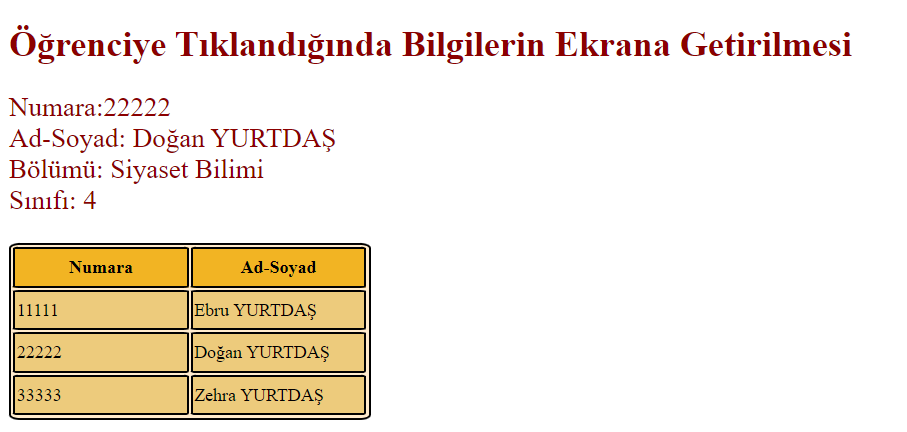 Öğrenciye Tıklandığında Bilgilerin Ekrana Getirilmesi
Numara:22222
Ad-Soyad: Doğan YURTDAŞ
Bölümü: Siyaset Bilimi
Sınıfı: 4
Numara Ad-Soyad
11111 Ebru YURTDAŞ
22222 Doğan YURTDAŞ
33333 Zehra YURTDAŞ